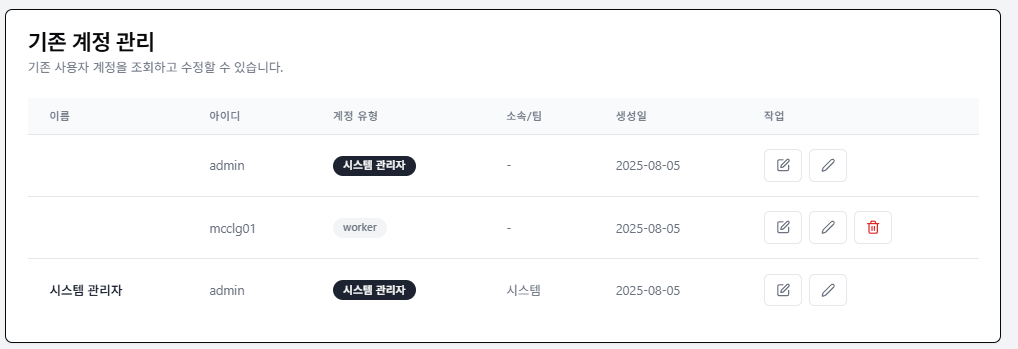 기존 계정 관리
기존 사용자 계정을 조회하고 수정할 수 있습니다.
이름 아이디 계정 유형 소속/팀 생성일 작업
admin 시스템 관리자 - 2025-08-05
mcclg01 worker - 2025-08-05
시스템 관리자 admin 시스템 관리자 시스템 2025-08-05